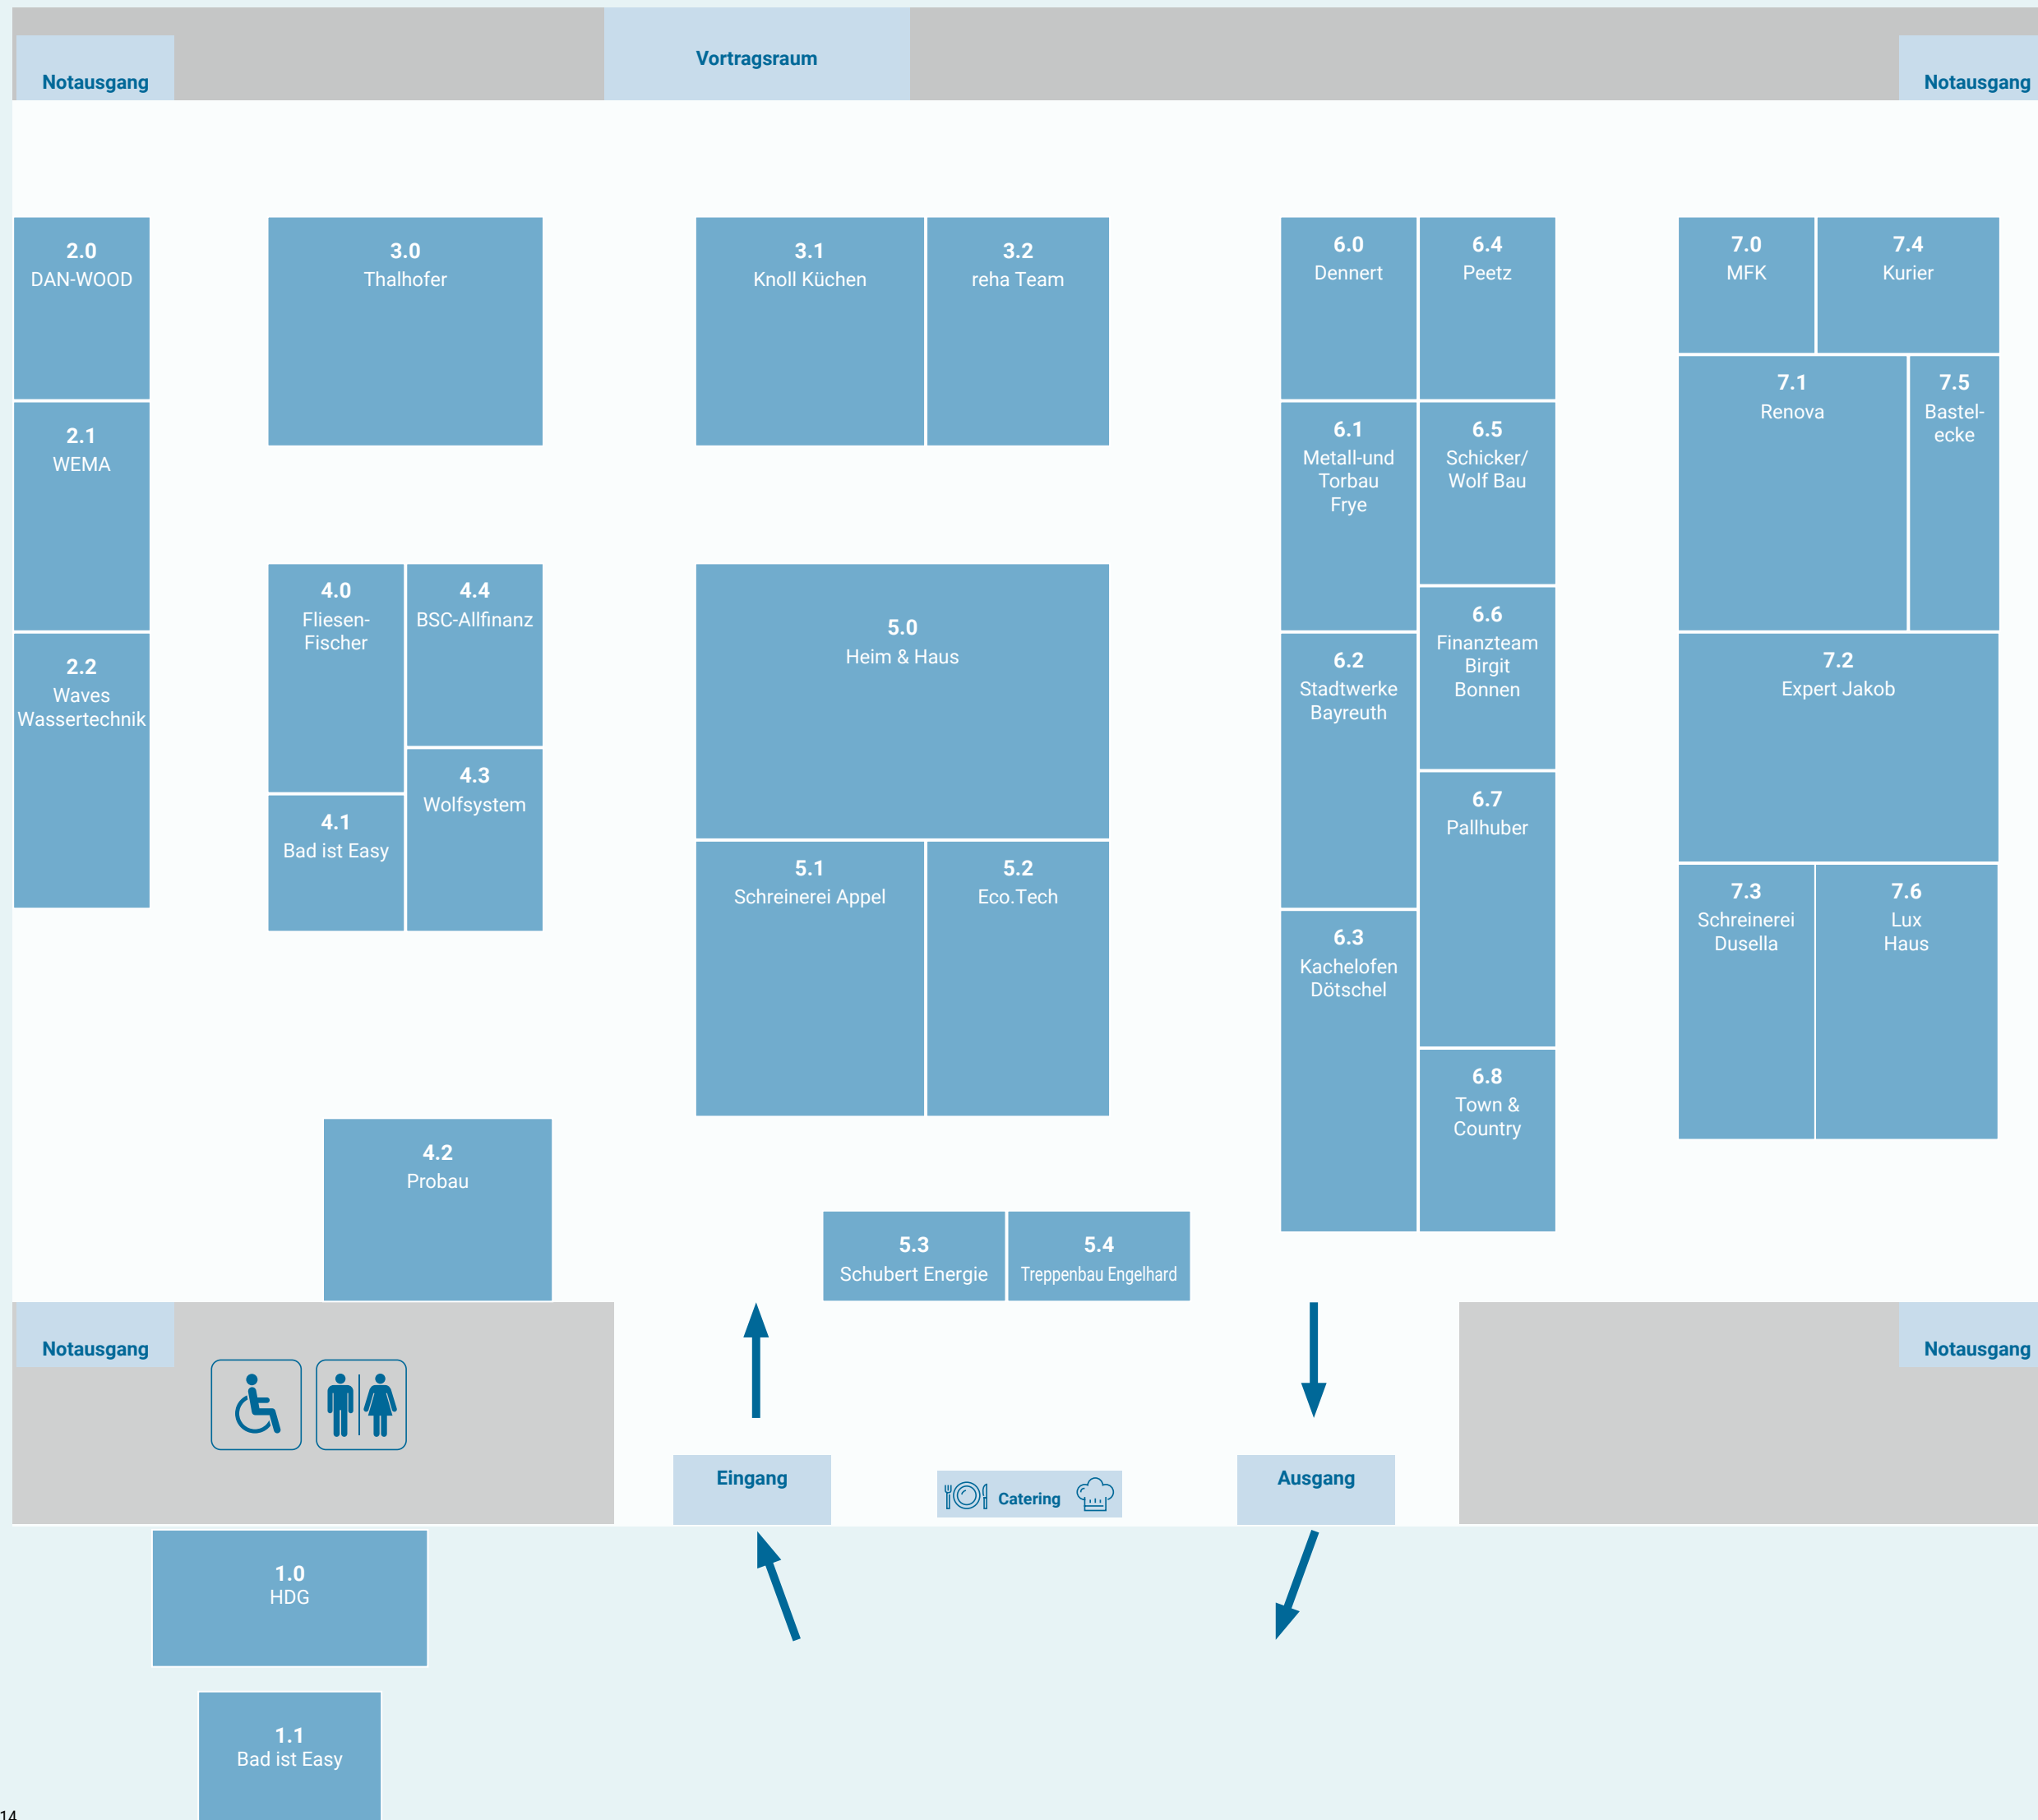 Vortragsraum
Notausgang
Notausgang
2.0
DAN-WOOD
2.1
WEMA
2.2
Waves
Wassertechnik
3.0
Thalhofer
3.1
Knoll Küchen
3.2
reha Team
4.0
Fliesen-
Fischer
4.4
BSC-Allfinanz
4.1
Bad ist Easy
4.3
Wolfsystem
4.2
Probau
5.0
Heim & Haus
5.1
Schreinerei Appel
5.2
Eco.Tech
5.3
Schubert Energie
5.4
Treppenbau Engelhard
6.0
Dennert
6.1
Metall-und
Torbau
Frye
6.2
Stadtwerke
Bayreuth
6.3
Kachelofen
Dötschel
6.4
Peetz
6.5
Schicker/
Wolf Bau
6.6
Finanzteam
Birgit
Bonnen
6.7
Pallhuber
6.8
Town &
Country
7.0
MFK
7.4
Kurier
7.1
Renova
7.5
Bastel-
ecke
7.2
Expert Jakob
7.3
Schreinerei
Dusella
7.6
Lux
Haus
Notausgang
Notausgang
Eingang
Catering
Ausgang
1.0
HDG
1.1
Bad ist Easy
14